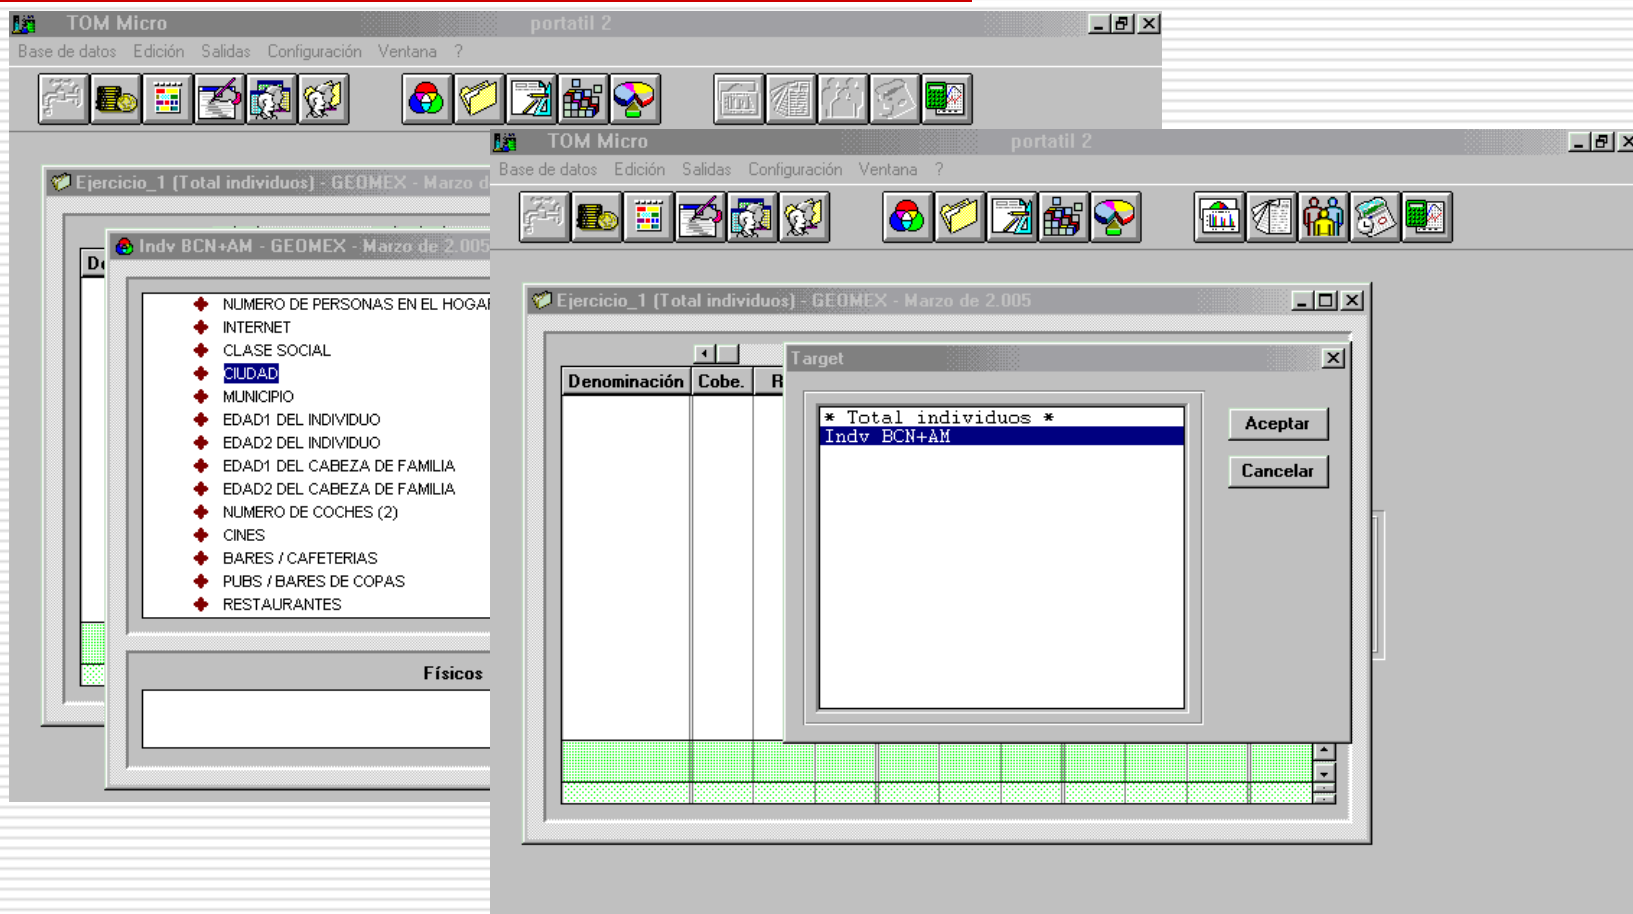 TOM Micro portatil 2
Base de datos Edición Salidas Configuración Ventana ?
Ejercicio_1 (Total individuos) - GEOMEX - Marzo d
Indv BCN+AM - GEOMEX - Marzo de 2.005
NUMERO DE PERSONAS EN EL HOGAR
INTERNET
CLASE SOCIAL
CIUDAD
MUNICIPIO
EDAD1 DEL INDIVIDUO
EDAD2 DEL INDIVIDUO
EDAD1 DEL CABEZA DE FAMILIA
EDAD2 DEL CABEZA DE FAMILIA
NUMERO DE COCHES (2)
CINES
BARES / CAFETERIAS
PUBS / BARES DE COPAS
RESTAURANTES
Físicos
TOM Micro portatil 2
Base de datos Edición Salidas Configuración Ventana ?
Ejercicio_1 (Total individuos) - GEOMEX - Marzo de 2.005
Denominación Cobe. R
Target
* Total individuos *
Indv BCN+AM
Aceptar
Cancelar